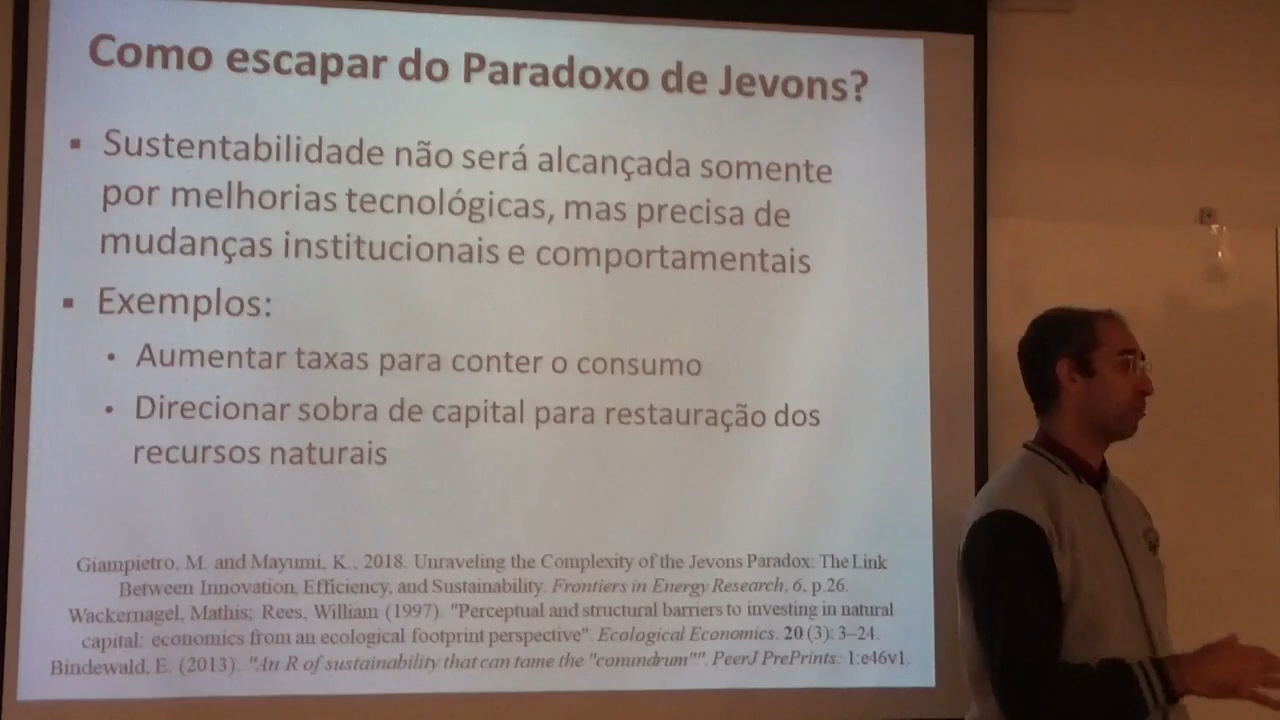 Como escapar do Paradoxo de Jevons?
▪ Sustentabilidade não será alcançada somente
por melhorias tecnológicas, mas precisa de
mudanças institucionais e comportamentais
▪ Exemplos:
• Aumentar taxas para conter o consumo
• Direcionar sobra de capital para restauração dos
recursos naturais
Giampietro, M. and Mayumi, K., 2018. Unraveling the Complexity of the Jevons Paradox: The Link
Between Innovation, Efficiency, and Sustainability. Frontiers in Energy Research, 6, p.26.
Wackernagel, Mathis; Rees, William (1997). "Perceptual and structural barriers to investing in natural
capital: economics from an ecological footprint perspective". Ecological Economics. 20 (3): 3–24.
Bindewald, E. (2013). "An R of sustainability that can tame the "conundrum"". PeerJ PrePrints: 1:e46v1.